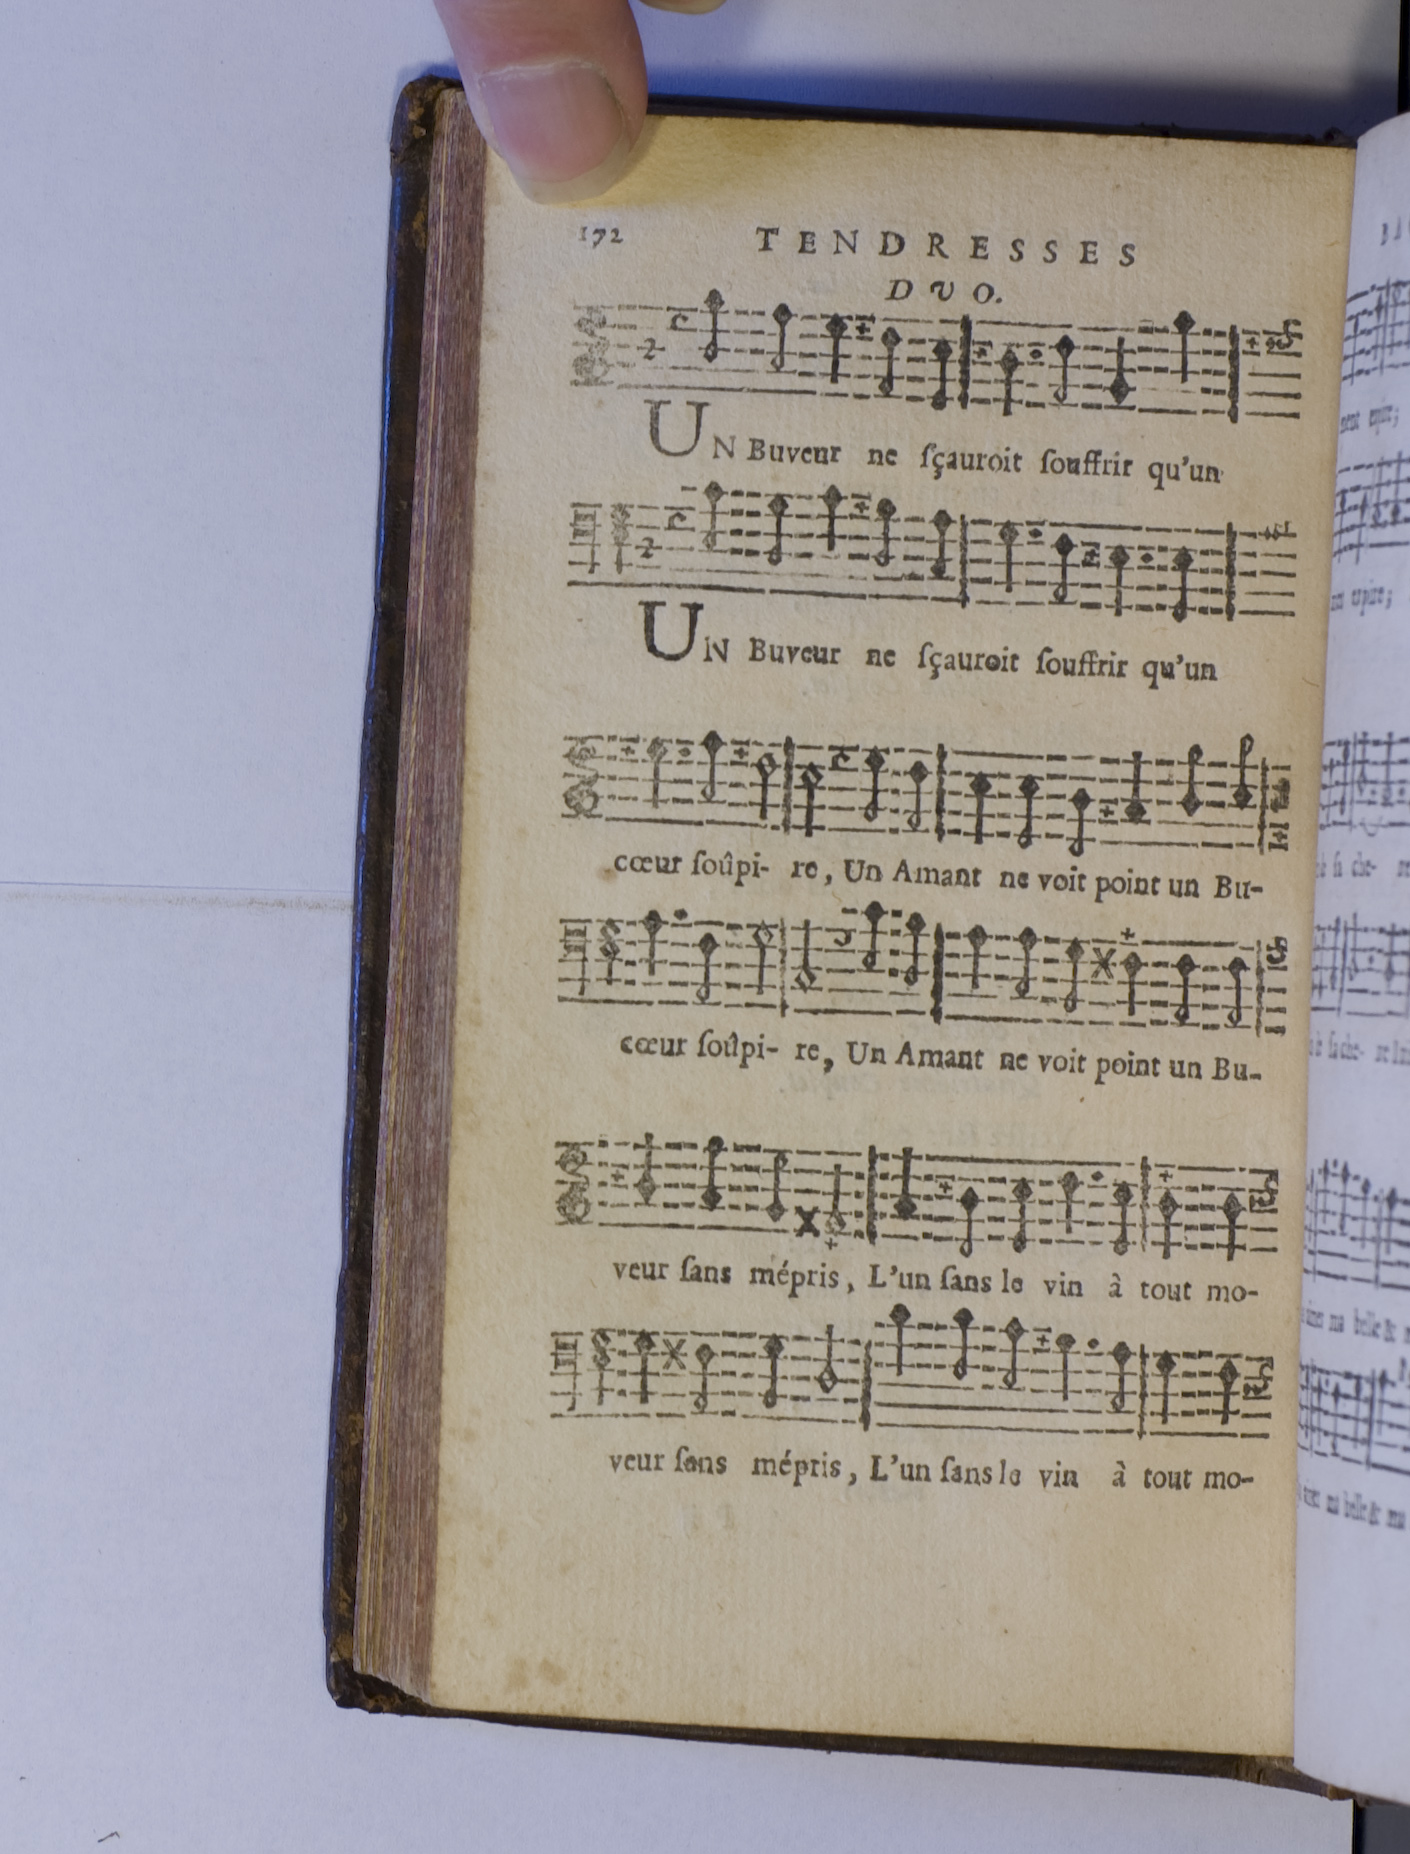 172 TENDRESSES
DVO.
UN Buveur ne ſçauroit ſouffrir qu'un
UN Buveur ne ſçauroit ſouffrir qu'un
cœur ſoûpi- re, Un Amant ne voit point un Bu-
cœur ſoûpi- re, Un Amant ne voit point un Bu-
veur ſans mépris, L'un ſans le vin à tout mo-
veur ſans mépris, L'un ſans le vin à tout mo-